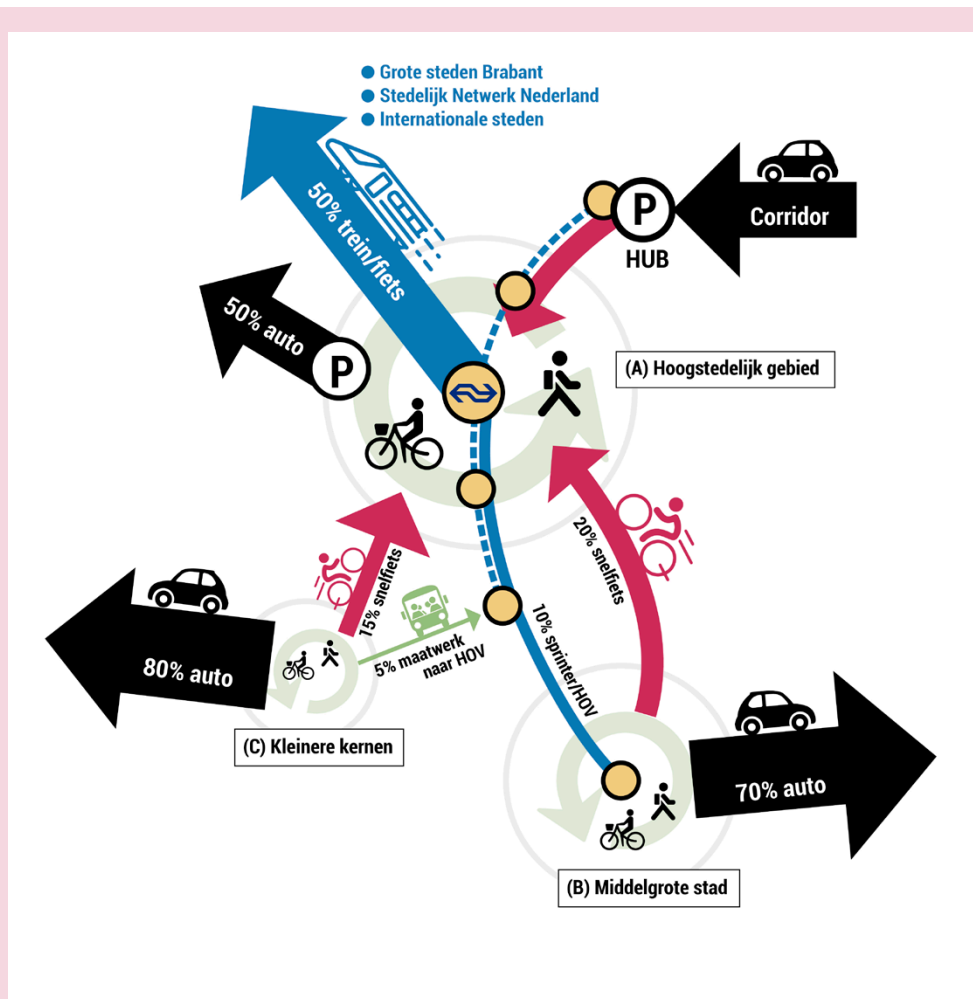 Grote steden Brabant
Stedelijk Netwerk Nederland
Internationale steden
50% trein/fiets
Corridor
P
HUB
50% auto
P
(A) Hoogstedelijk gebied
20% snelfiets
15% snelfiets
80% auto
5% maatwerk
naar HOV
10% sprinter/HOV
(C) Kleinere kernen
70% auto
(B) Middelgrote stad